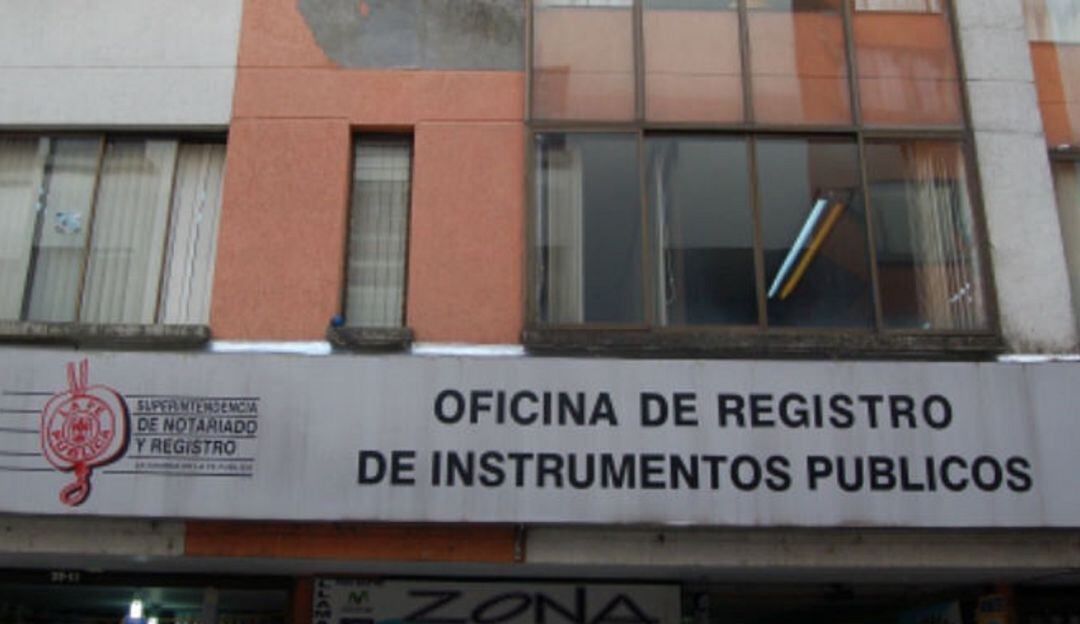 OFICINA DE REGISTRO
DE INSTRUMENTOS PUBLICOS
SUPERINTENDENCIA
DE NOTARIADO
Y REGISTRO
LA FE
PUBLICA
ZONA